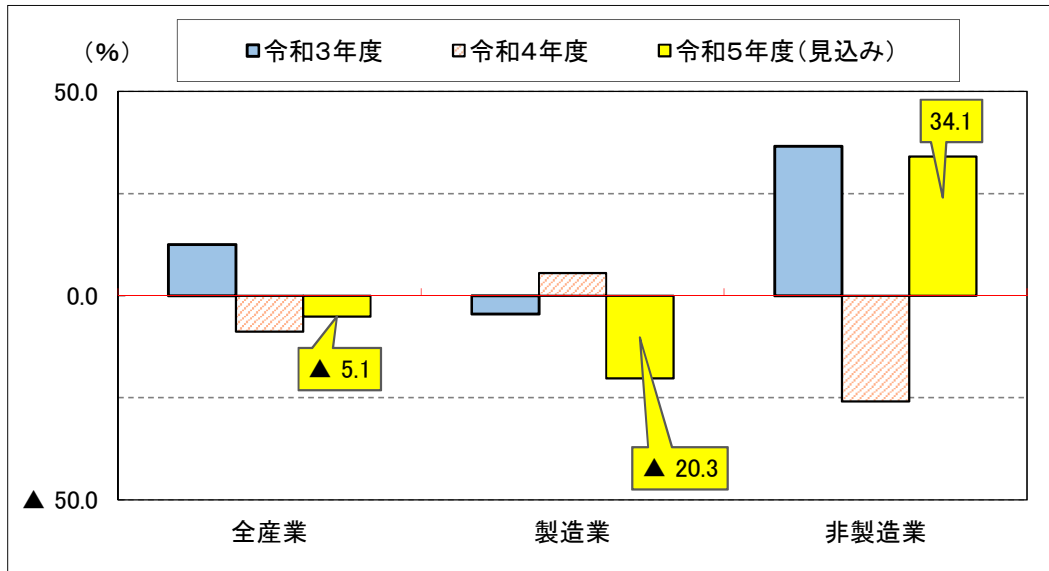 (%)
令和3年度
令和4年度
令和5年度(見込み)
50.0
34.1
0.0
▲ 5.1
▲ 20.3
▲ 50.0
全産業
製造業
非製造業